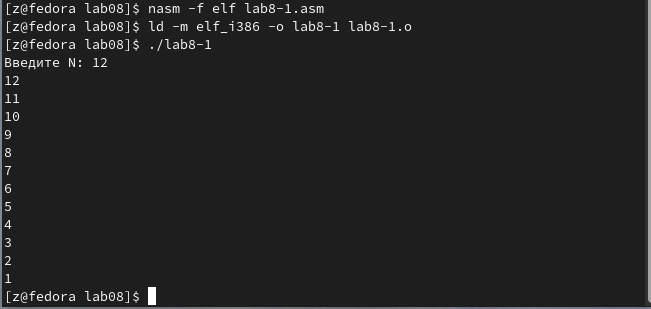 [z@fedora lab08]$ nasm -f elf lab8-1.asm
[z@fedora lab08]$ ld -m elf_i386 -o lab8-1 lab8-1.o
[z@fedora lab08]$ ./lab8-1
Введите N: 12
12
11
10
9
8
7
6
5
4
3
2
1
[z@fedora lab08]$